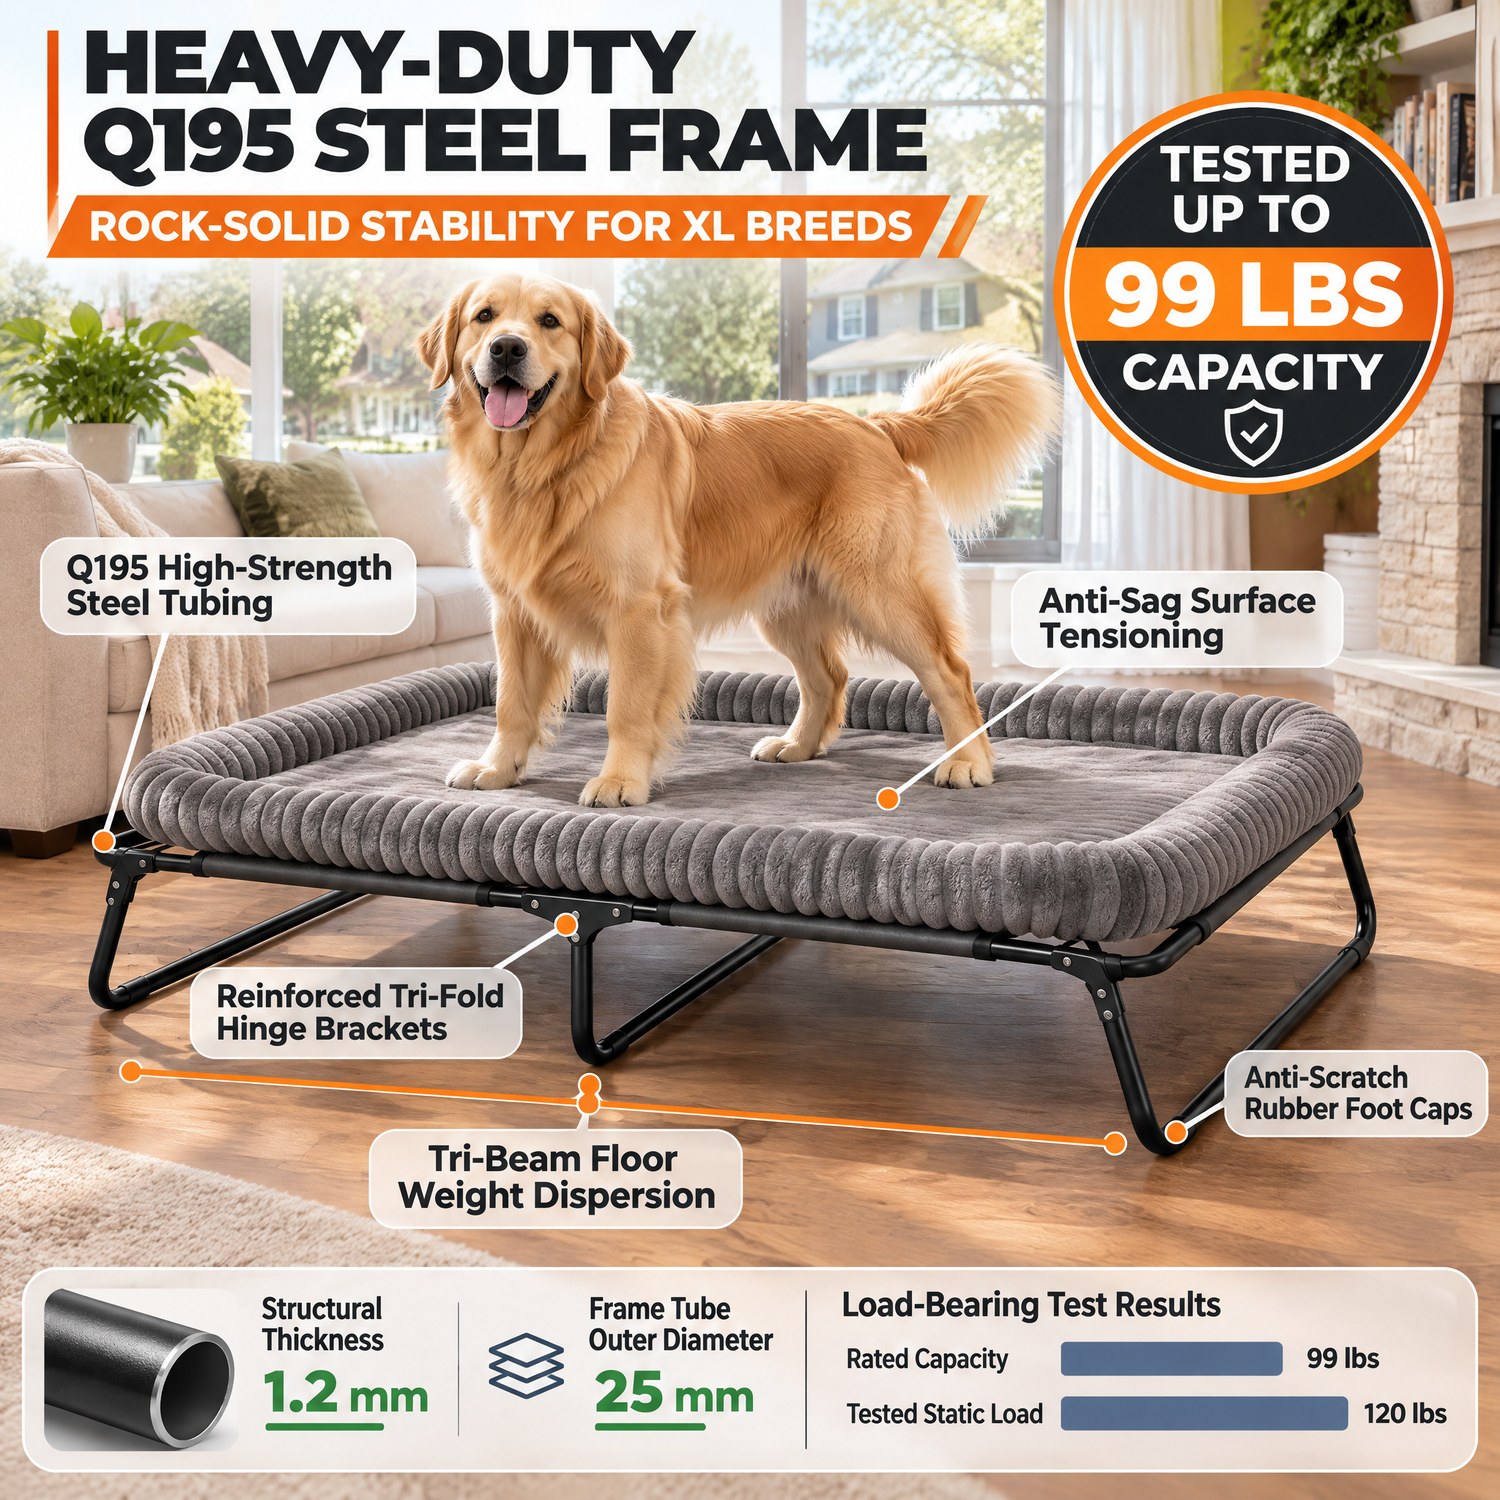 HEAVY-DUTY
Q195 STEEL FRAME
ROCK-SOLID STABILITY FOR XL BREEDS
TESTED
UP TO
99 LBS
CAPACITY
Q195 High-Strength
Steel Tubing
Anti-Sag Surface
Tensioning
Reinforced Tri-Fold
Hinge Brackets
Anti-Scratch
Rubber Foot Caps
Tri-Beam Floor
Weight Dispersion
Structural
Thickness
1.2 mm
Frame Tube
Outer Diameter
25 mm
Load-Bearing Test Results
Rated Capacity 99 lbs
Tested Static Load 120 lbs